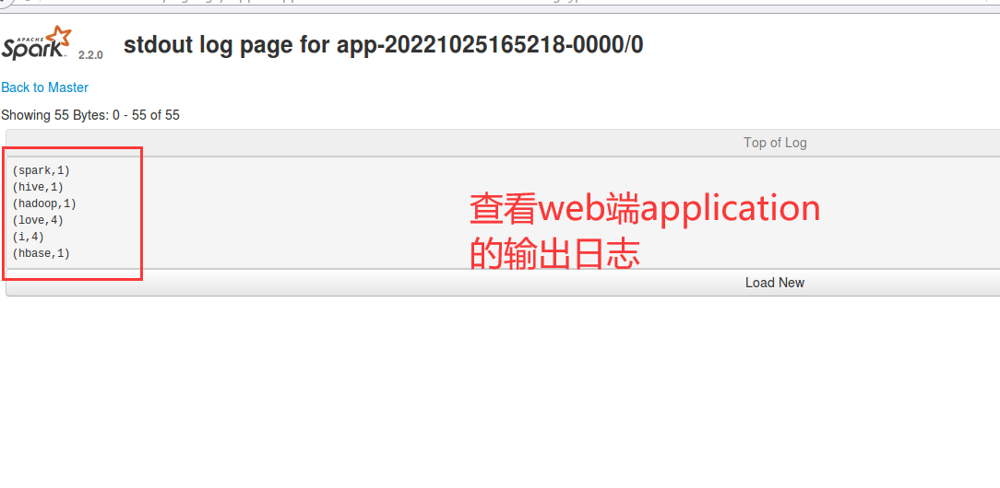 APACHE
Spark 2.2.0 stdout log page for app-20221025165218-0000/0
Back to Master
Showing 55 Bytes: 0 - 55 of 55
Top of Log
(spark,1)
(hive,1)
(hadoop,1)
(love,4)
(i,4)
(hbase,1)
查看web端application
的输出日志
Load New